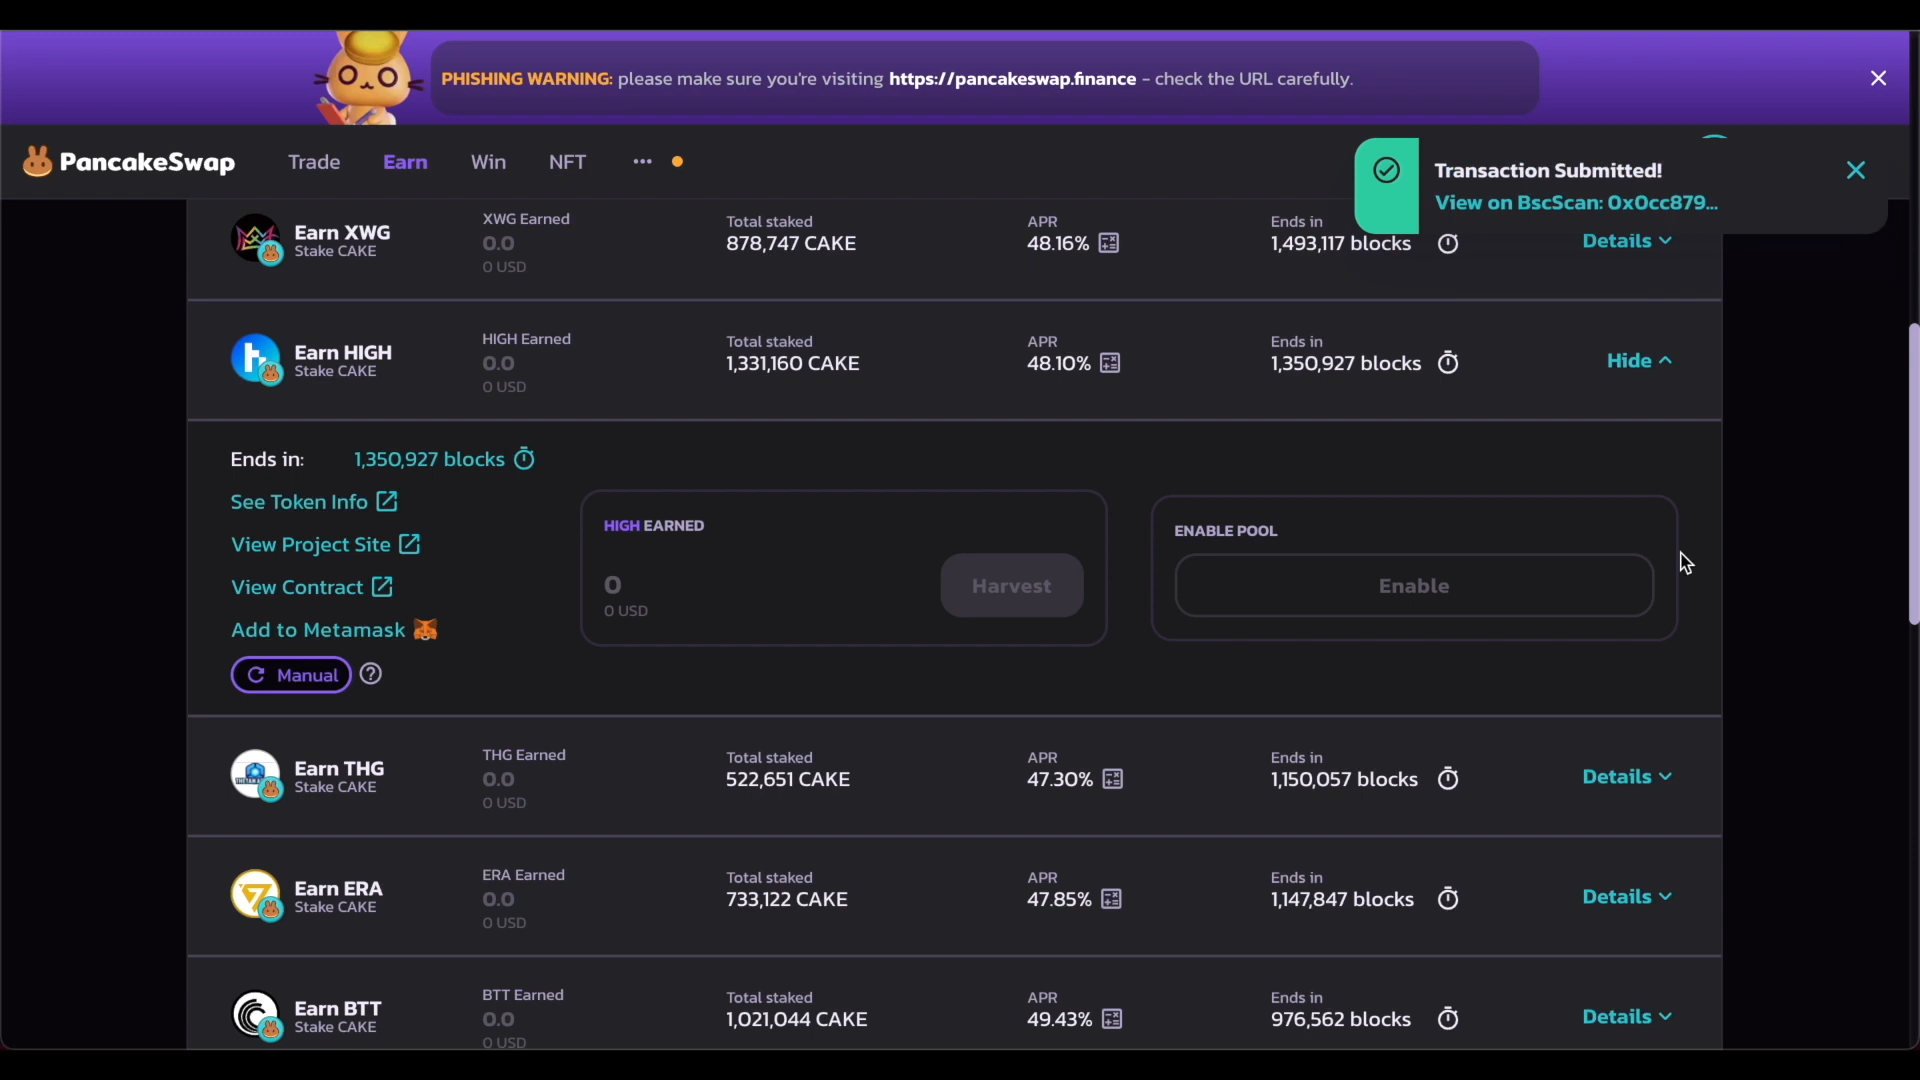 PHISHING WARNING: please make sure you're visiting https://pancakeswap.finance - check the URL carefully.
PancakeSwap
Trade
Earn
Win
NFT
Transaction Submitted!
View on BscScan: 0x0cc879...
Earn XWG
Stake CAKE
XWG Earned
0.0
0 USD
Total staked
878,747 CAKE
APR
48.16%
Ends in
1,493,117 blocks
Details
Earn HIGH
Stake CAKE
HIGH Earned
0.0
0 USD
Total staked
1,331,160 CAKE
APR
48.10%
Ends in
1,350,927 blocks
Hide
Ends in: 1,350,927 blocks
See Token Info
View Project Site
View Contract
Add to Metamask
Manual
HIGH EARNED
0
0 USD
Harvest
ENABLE POOL
Enable
Earn THG
Stake CAKE
THG Earned
0.0
0 USD
Total staked
522,651 CAKE
APR
47.30%
Ends in
1,150,057 blocks
Details
Earn ERA
Stake CAKE
ERA Earned
0.0
0 USD
Total staked
733,122 CAKE
APR
47.85%
Ends in
1,147,847 blocks
Details
Earn BTT
Stake CAKE
BTT Earned
0.0
0 USD
Total staked
1,021,044 CAKE
APR
49.43%
Ends in
976,562 blocks
Details